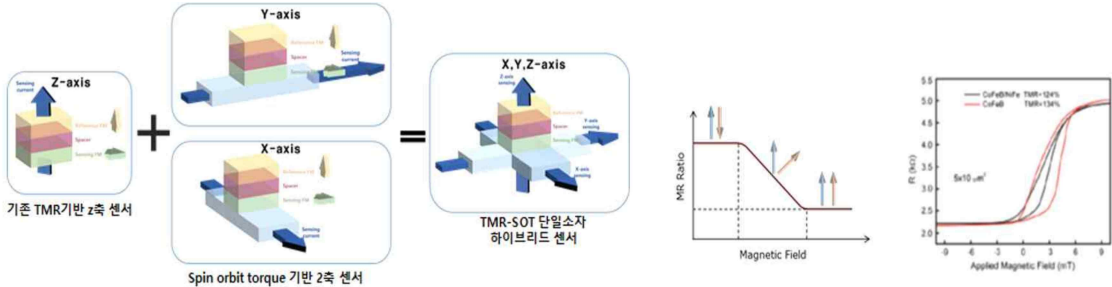 Z-axis
Sensing
current
Reference FM
Spacer
Sensing FM
기존 TMR기반 z축 센서
+
Y-axis
Reference FM
Spacer
Sensing FM
Sensing
current
X-axis
Reference FM
Spacer
Sensing FM
Sensing
current
Spin orbit torque 기반 2축 센서
=
X,Y,Z-axis
Z-axis
sensing
Reference FM
Spacer
Sensing FM
Y-axis
sensing
X-axis
sensing
TMR-SOT 단일소자
하이브리드 센서
MR Ratio
Magnetic Field
CoFeB/NiFe TMR=124%
CoFeB TMR=134%
5x10 μm²
R (kΩ)
5.5
5.0
4.5
4.0
3.5
3.0
2.5
2.0
-9 -6 -3 0 3 6 9
Applied Magnetic Field (mT)